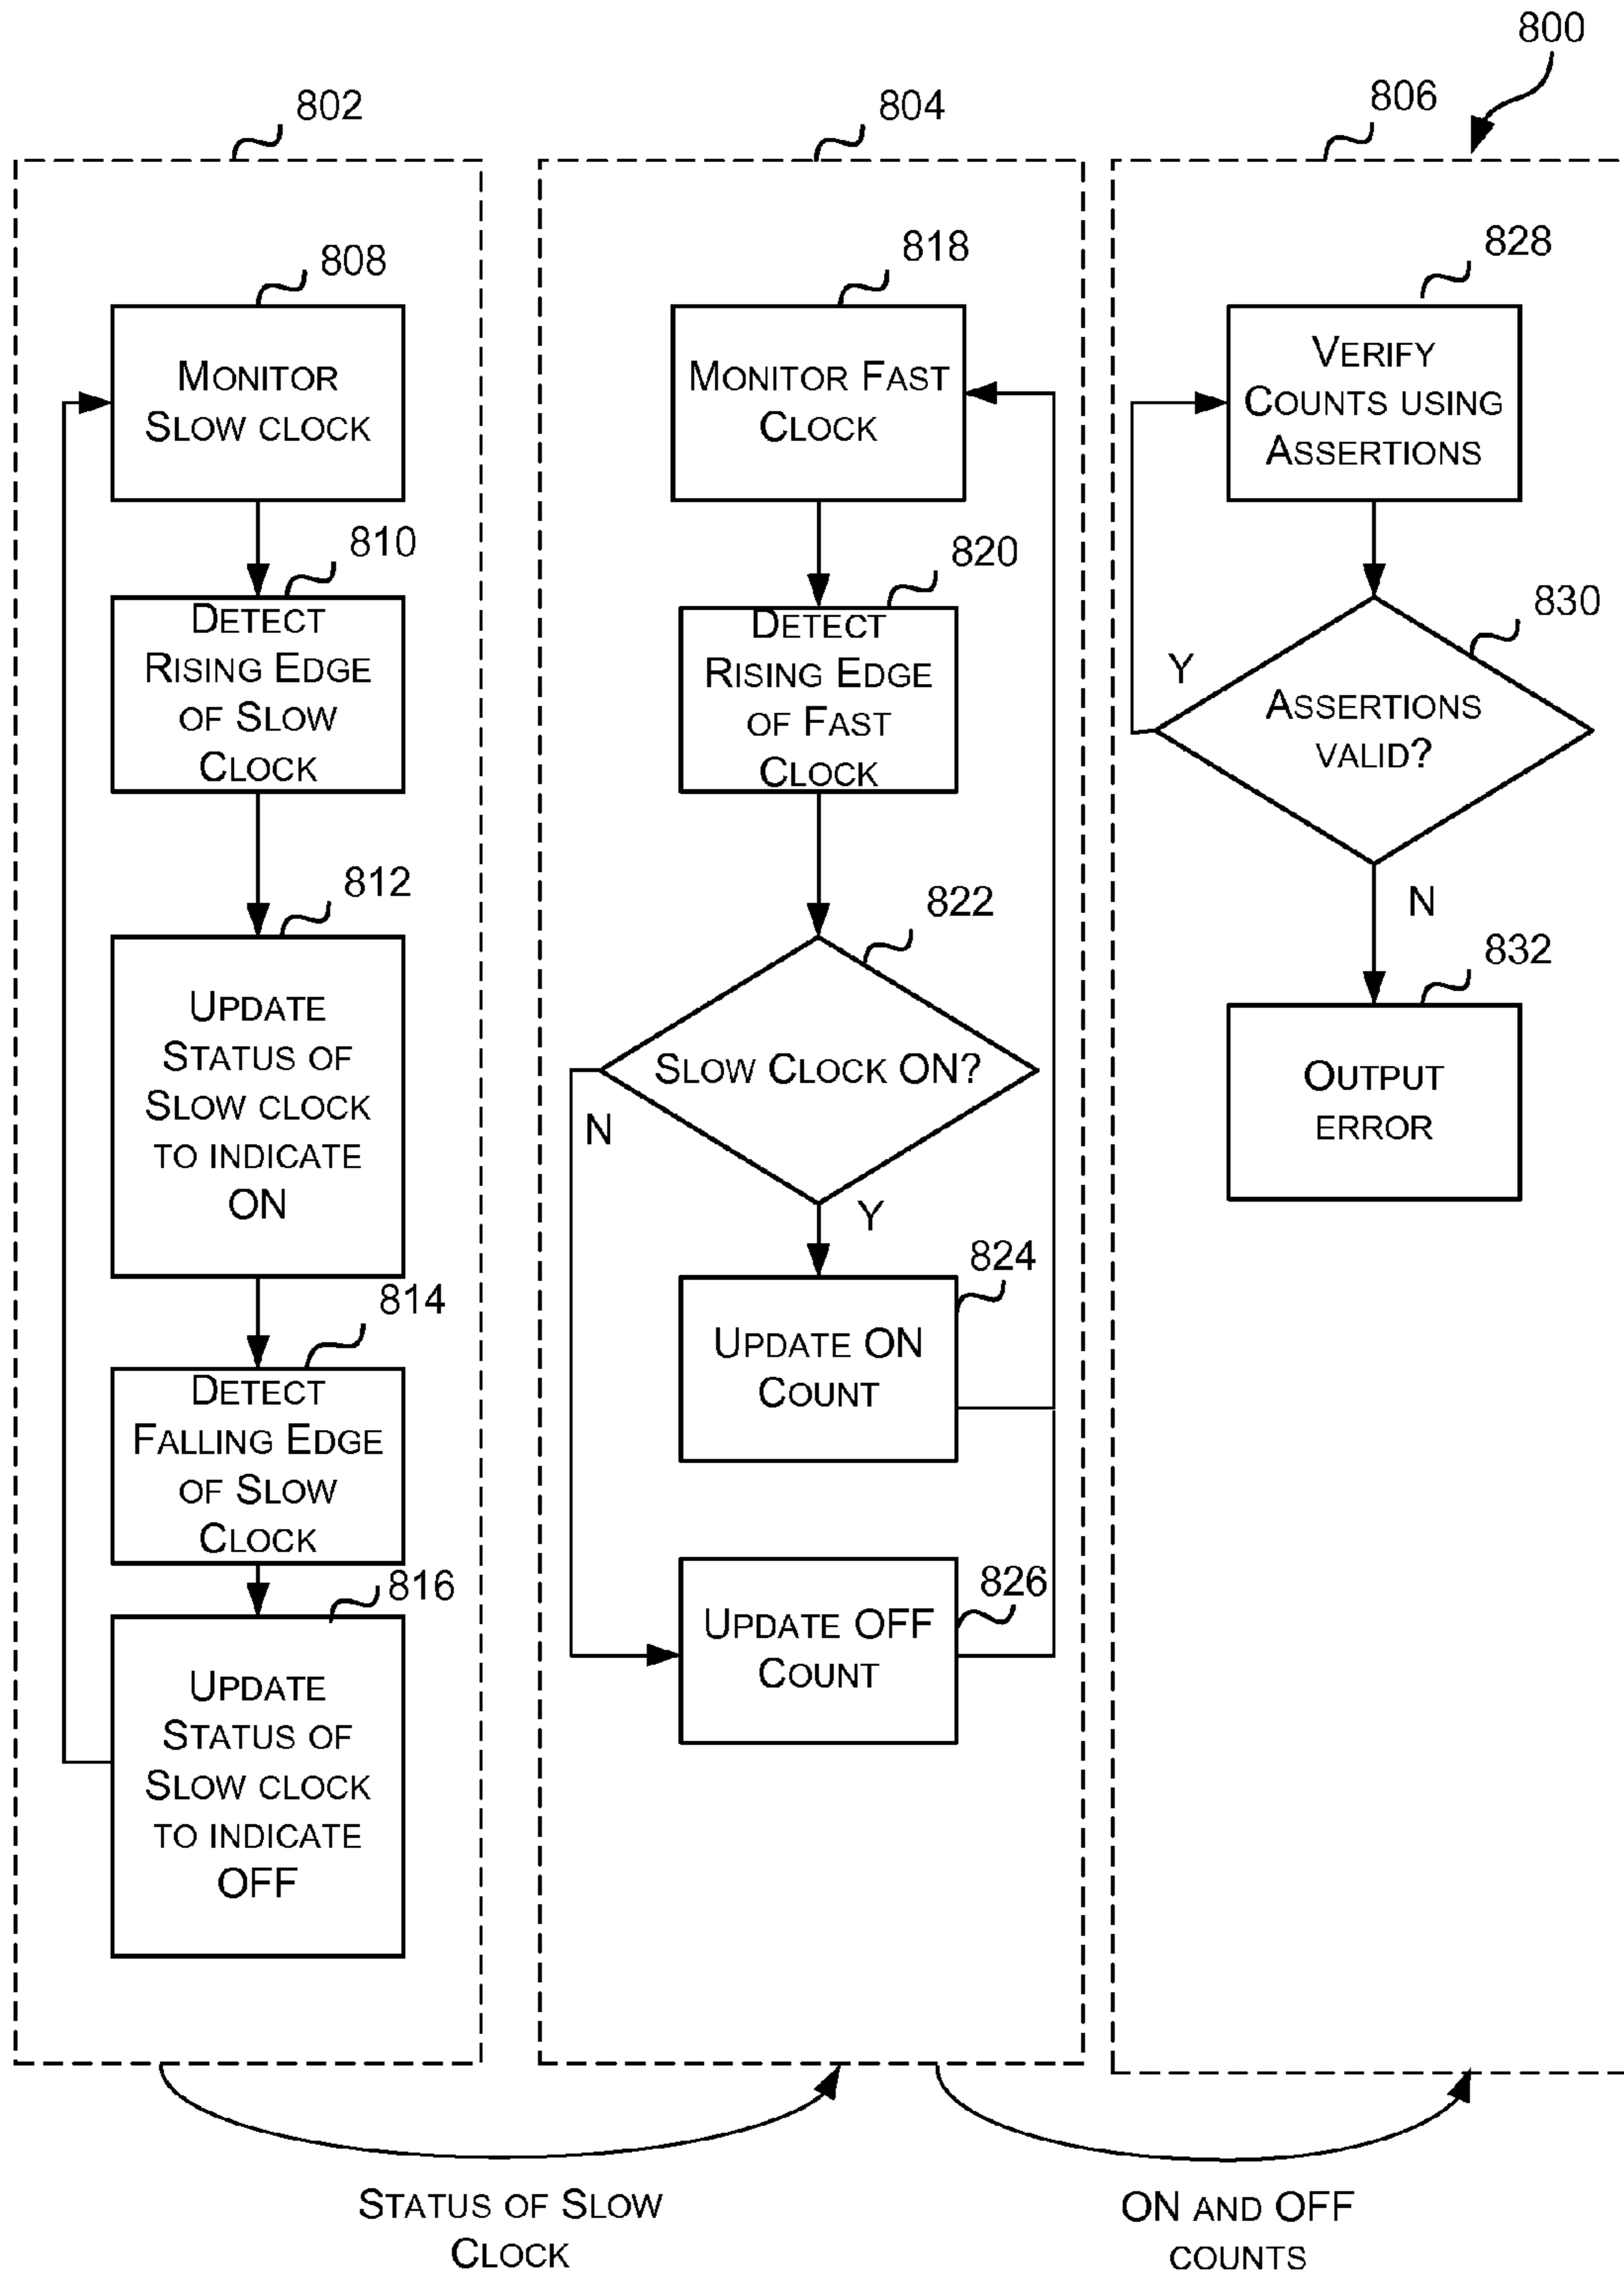 800
802
804
806
808
MONITOR
SLOW CLOCK
810
DETECT
RISING EDGE
OF SLOW
CLOCK
812
UPDATE
STATUS OF
SLOW CLOCK
TO INDICATE
ON
814
DETECT
FALLING EDGE
OF SLOW
CLOCK
816
UPDATE
STATUS OF
SLOW CLOCK
TO INDICATE
OFF
818
MONITOR FAST
CLOCK
820
DETECT
RISING EDGE
OF FAST
CLOCK
822
SLOW CLOCK ON?
N
Y
824
UPDATE ON
COUNT
826
UPDATE OFF
COUNT
828
VERIFY
COUNTS USING
ASSERTIONS
830
Y
ASSERTIONS
VALID?
N
832
OUTPUT
ERROR
STATUS OF SLOW
CLOCK
ON AND OFF
COUNTS